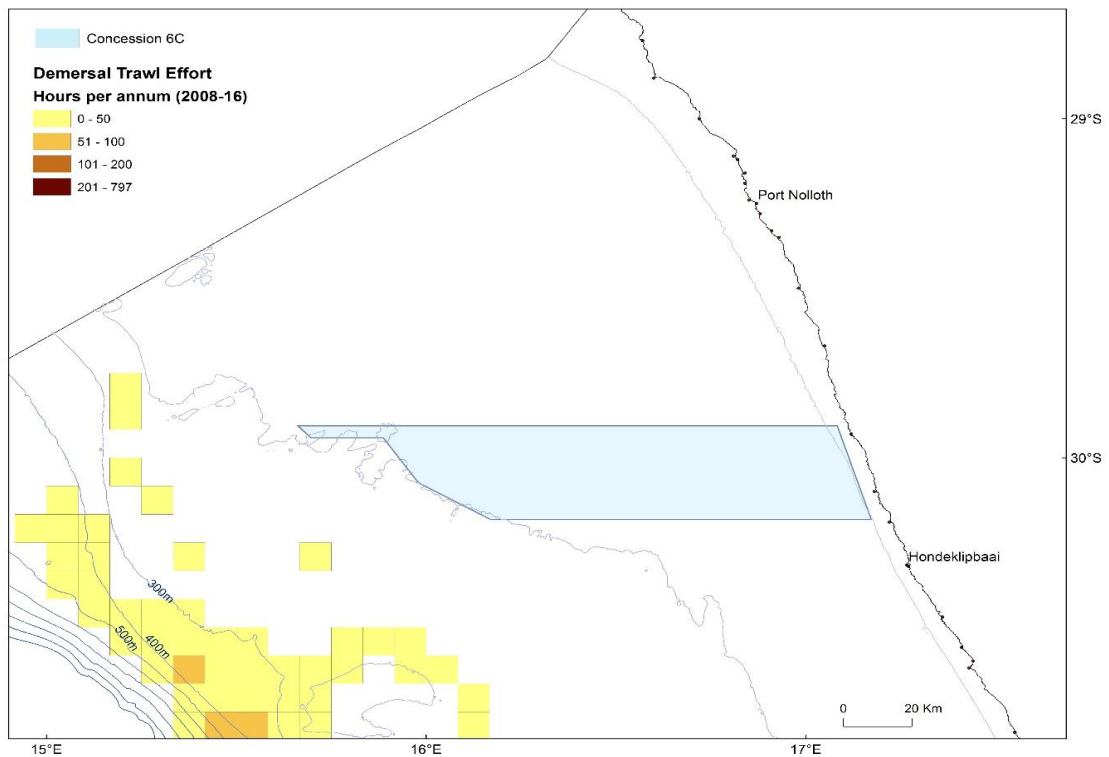 Concession 6C
Demersal Trawl Effort
Hours per annum (2008-16)
0 - 50
51 - 100
101 - 200
201 - 797
29°S
Port Nolloth
30°S
Hondeklipbaai
300m
400m
500m
0 20 Km
15°E 16°E 17°E